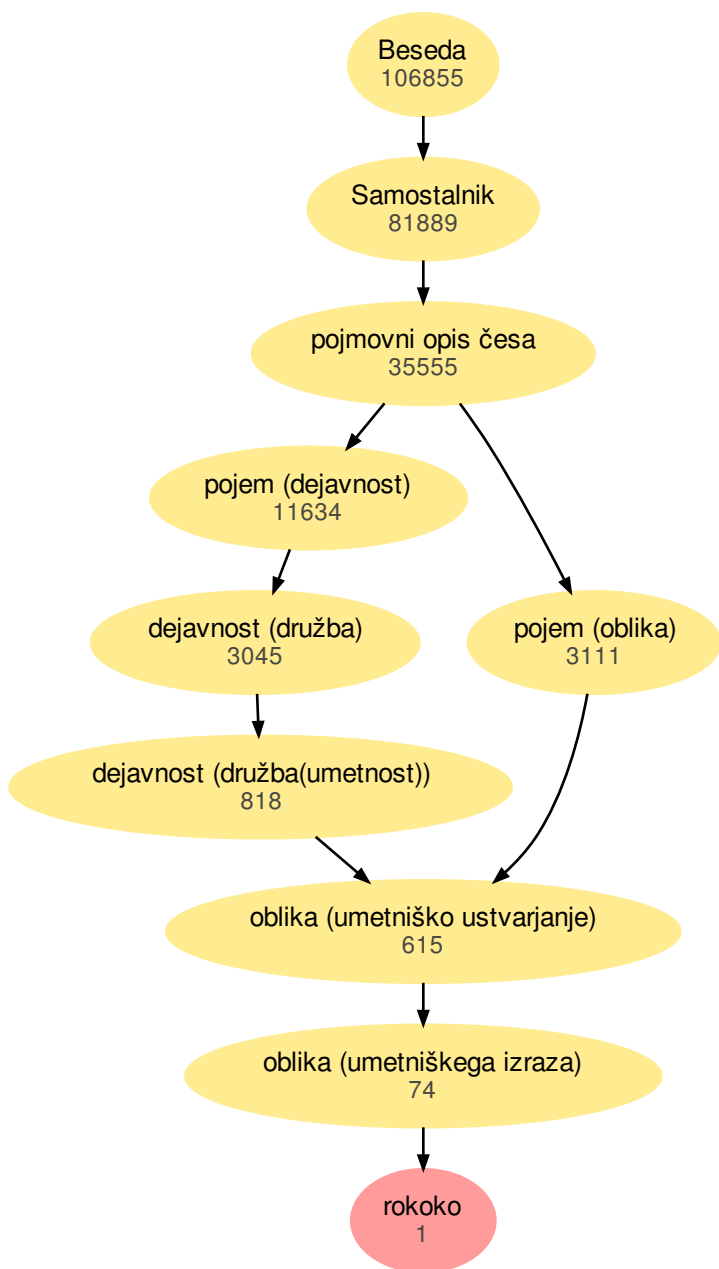 Beseda
106855
Samostalnik
81889
pojmovni opis česa
35555
pojem (dejavnost)
11634
dejavnost (družba)
3045
pojem (oblika)
3111
dejavnost (družba(umetnost))
818
oblika (umetniško ustvarjanje)
615
oblika (umetniškega izraza)
74
rokoko
1